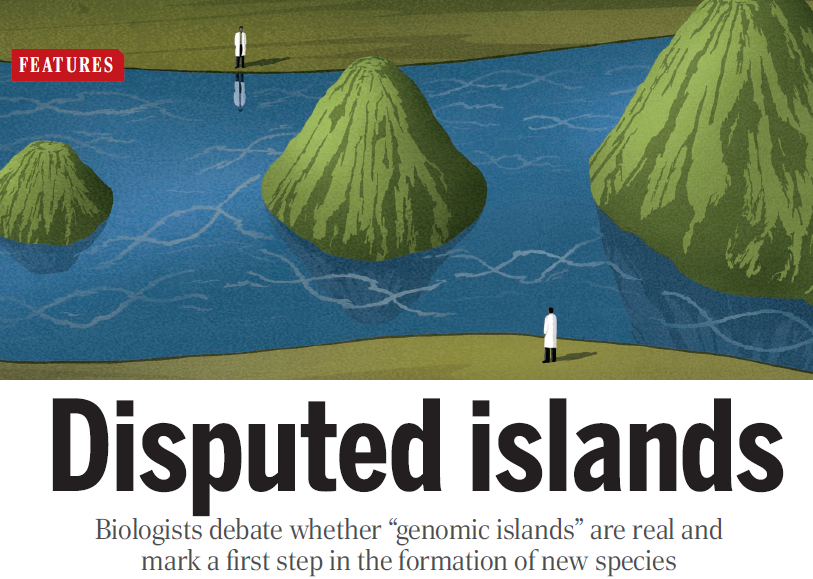 FEATURES
Disputed islands
Biologists debate whether “genomic islands” are real and
mark a first step in the formation of new species